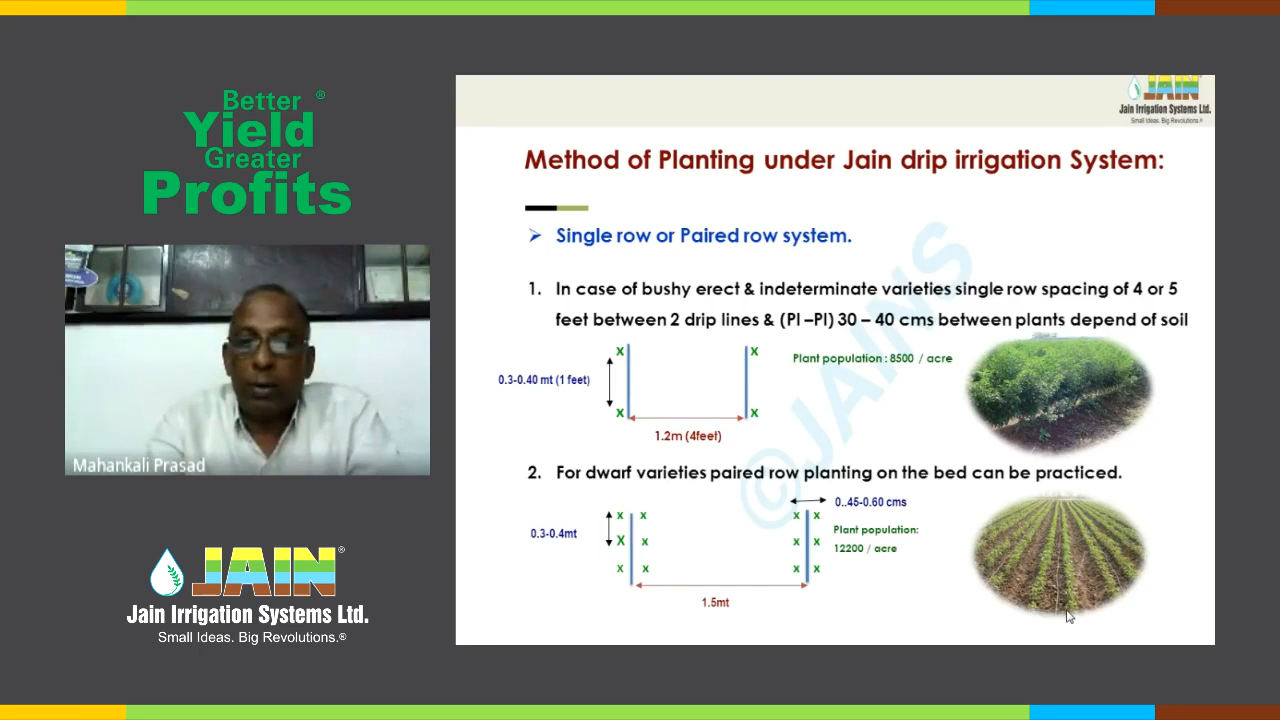 Better ®
Yield
Greater
Profits
Mahankali Prasad
JAIN®
Jain Irrigation Systems Ltd.
Small Ideas. Big Revolutions.®
JAIN
Jain Irrigation Systems Ltd.
Small Ideas. Big Revolutions.®
Method of Planting under Jain drip irrigation System:
➢ Single row or Paired row system.
1. In case of bushy erect & indeterminate varieties single row spacing of 4 or 5
feet between 2 drip lines & (Pl –Pl) 30 – 40 cms between plants depend of soil
x x
Plant population : 8500 / acre
0.3-0.40 mt (1 feet)
x x
1.2m (4feet)
2. For dwarf varieties paired row planting on the bed can be practiced.
0..45-0.60 cms
x x x x
Plant population:
0.3-0.4mt
x x x x
12200 / acre
x x x x
1.5mt
©JAINS